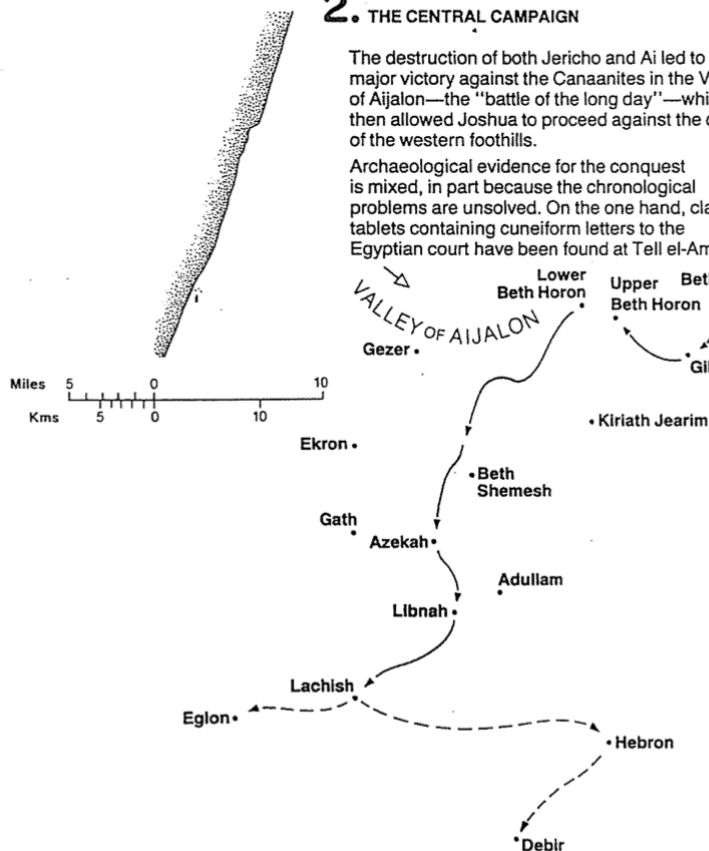 2. THE CENTRAL CAMPAIGN
The destruction of both Jericho and Ai led to
major victory against the Canaanites in the
of Aijalon—the "battle of the long day"—
then allowed Joshua to proceed against the
of the western foothills.
Archaeological evidence for the conquest
is mixed, in part because the chronological
problems are unsolved. On the one hand,
tablets containing cuneiform letters to the
Egyptian court have been found at Tell
Lower
Beth Horon
Upper
Beth Horon
VALLEY OF AIJALON
Gezer
Miles 5 0 10
Kms 5 0 10
Kiriath Jearim
Ekron
Beth
Shemesh
Gath
Azekah
Adullam
Libnah
Lachish
Eglon
Hebron
Debir